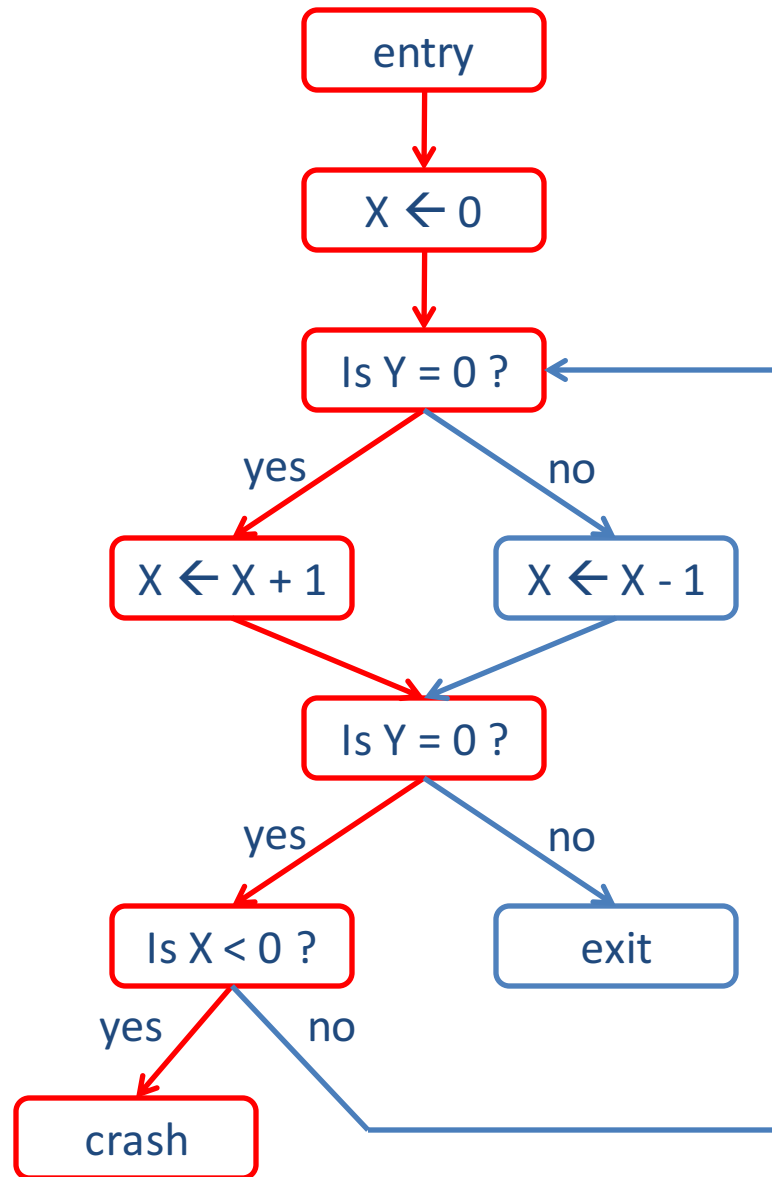 entry
X ← 0
Is Y = 0 ?
yes
no
X ← X + 1
X ← X - 1
Is Y = 0 ?
yes
no
Is X < 0 ?
exit
yes
no
crash